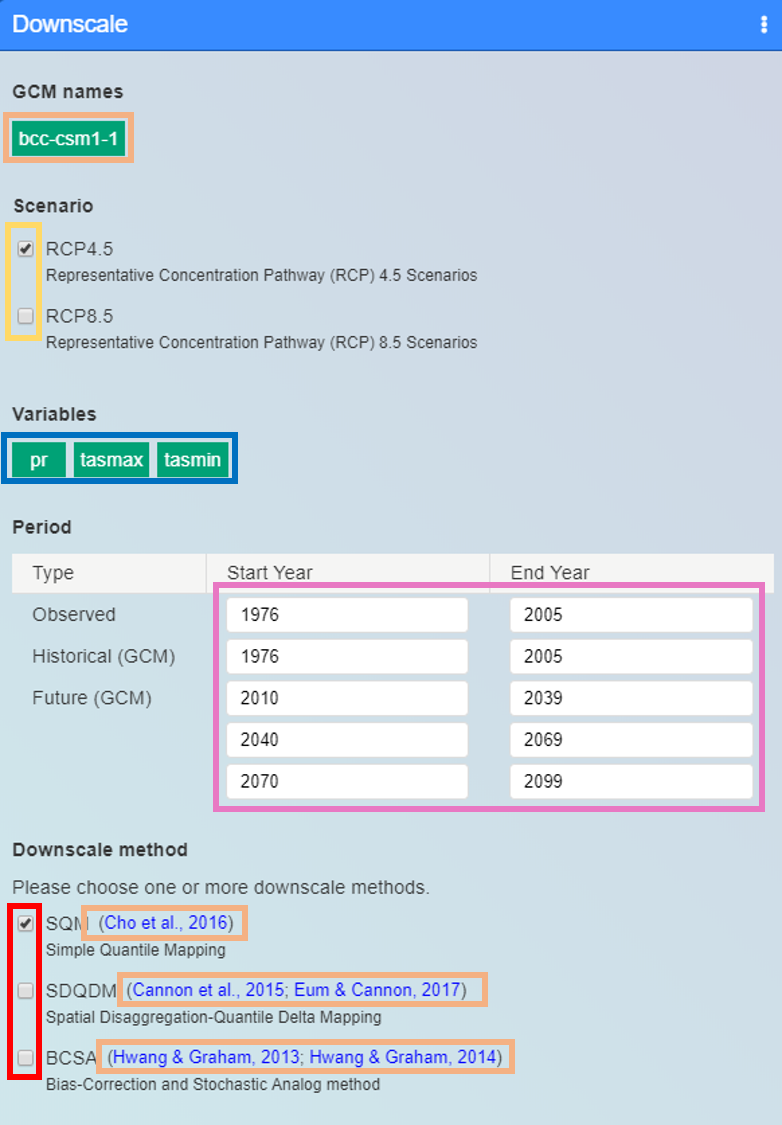 Downscale
GCM names
bcc-csm1-1
Scenario
RCP4.5
Representative Concentration Pathway (RCP) 4.5 Scenarios
RCP8.5
Representative Concentration Pathway (RCP) 8.5 Scenarios
Variables
pr tasmax tasmin
Period
Type Start Year End Year
Observed 1976 2005
Historical (GCM) 1976 2005
Future (GCM) 2010 2039
2040 2069
2070 2099
Downscale method
Please choose one or more downscale methods.
SQM (Cho et al., 2016)
Simple Quantile Mapping
SDQDM (Cannon et al., 2015; Eum & Cannon, 2017)
Spatial Disaggregation-Quantile Delta Mapping
BCSA (Hwang & Graham, 2013; Hwang & Graham, 2014)
Bias-Correction and Stochastic Analog method